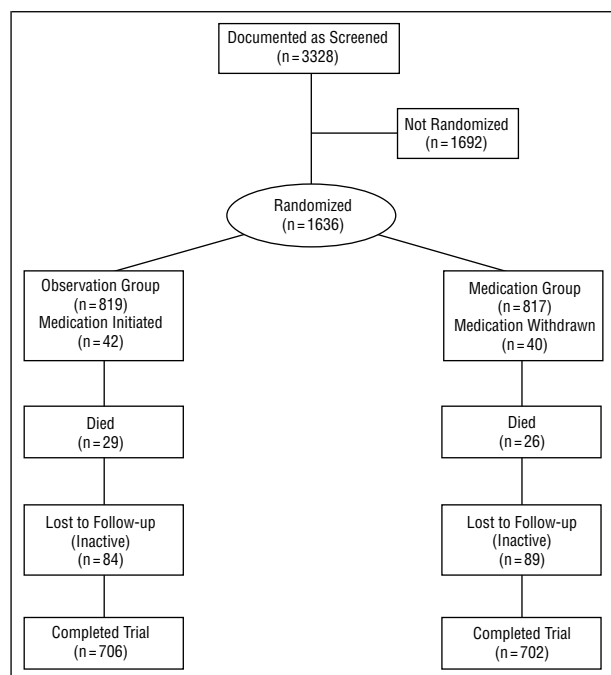 Documented as Screened
(n = 3328)
Not Randomized
(n = 1692)
Randomized
(n = 1636)
Observation Group
(n = 819)
Medication Initiated
(n = 42)
Medication Group
(n = 817)
Medication Withdrawn
(n = 40)
Died
(n = 29)
Died
(n = 26)
Lost to Follow-up
(Inactive)
(n = 84)
Lost to Follow-up
(Inactive)
(n = 89)
Completed Trial
(n = 706)
Completed Trial
(n = 702)